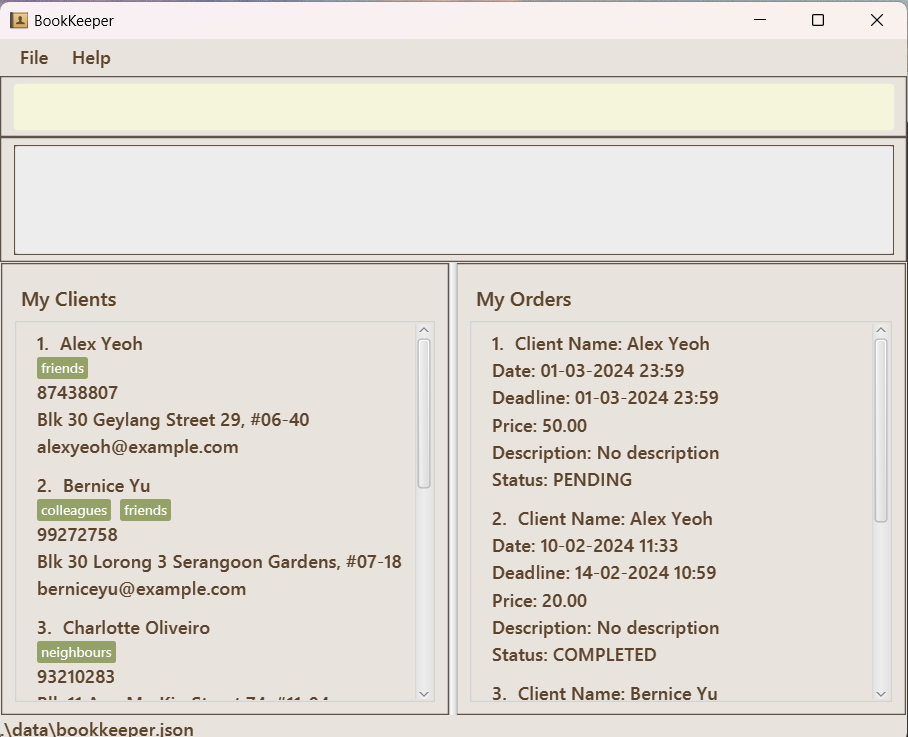 BookKeeper
File Help
My Clients
1. Alex Yeoh
friends
87438807
Blk 30 Geylang Street 29, #06-40
alexyeoh@example.com
2. Bernice Yu
colleagues friends
99272758
Blk 30 Lorong 3 Serangoon Gardens, #07-18
berniceyu@example.com
3. Charlotte Oliveiro
neighbours
93210283
My Orders
1. Client Name: Alex Yeoh
Date: 01-03-2024 23:59
Deadline: 01-03-2024 23:59
Price: 50.00
Description: No description
Status: PENDING
2. Client Name: Alex Yeoh
Date: 10-02-2024 11:33
Deadline: 14-02-2024 10:59
Price: 20.00
Description: No description
Status: COMPLETED
3. Client Name: Bernice Yu
.\data\bookkeeper.json